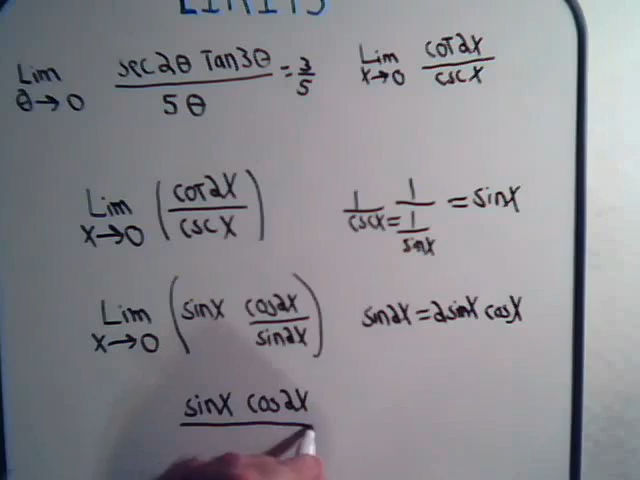 LIMITS
Lim θ→0 sec2θ Tan3θ / 5θ = 3/5
Lim x→0 cot2x / cscx
Lim x→0 (cot2x / cscx)
1/cscx = 1/(1/sinx) = sinx
Lim x→0 (sinx cos2x / sin2x)
sin2x = 2sinx cosx
sinx cos2x